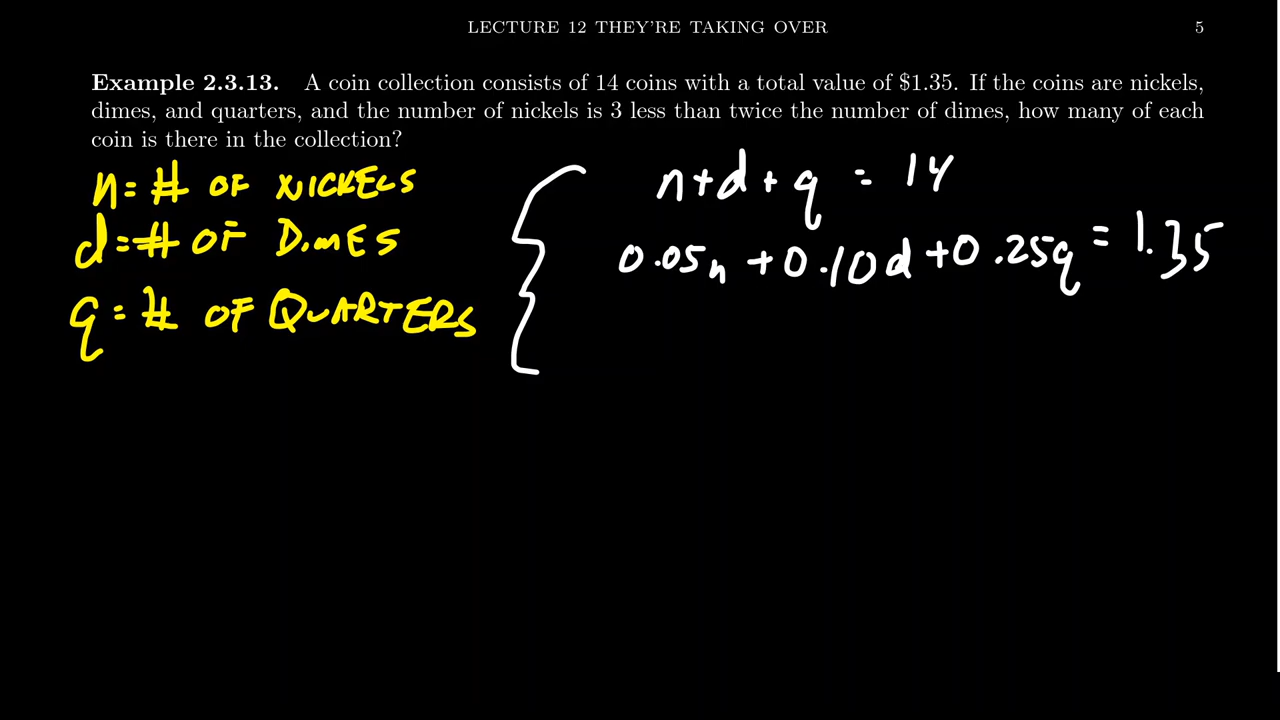 LECTURE 12 THEY'RE TAKING OVER 5
Example 2.3.13. A coin collection consists of 14 coins with a total value of $1.35. If the coins are nickels,
dimes, and quarters, and the number of nickels is 3 less than twice the number of dimes, how many of each
coin is there in the collection?
n = # OF NICKELS
d = # OF DIMES
q = # OF QUARTERS
n + d + q = 14
0.05n + 0.10d + 0.25q = 1.35